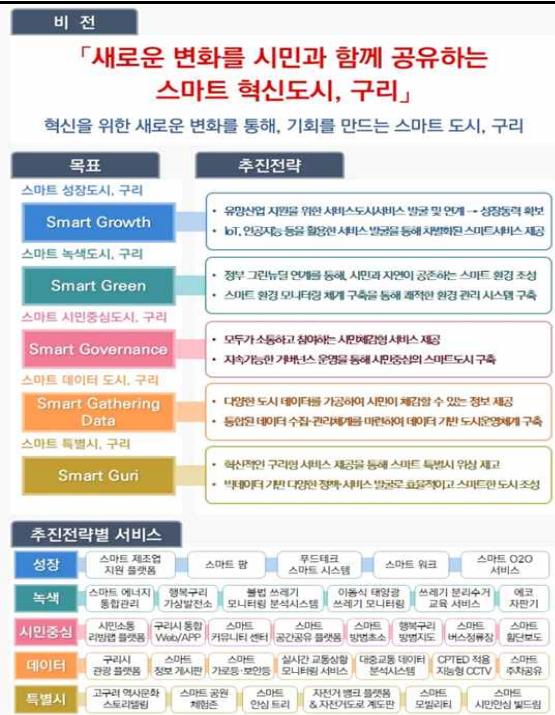 비 전
「새로운 변화를 시민과 함께 공유하는
스마트 혁신도시, 구리」
혁신을 위한 새로운 변화를 통해, 기회를 만드는 스마트 도시, 구리
목표
추진전략
스마트 성장도시, 구리
Smart Growth
• 유망산업 지원을 위한 서비스도시서비스 발굴 및 연계 → 성장동력 확보
• IoT, 인공지능 등을 활용한 서비스 발굴을 통해 차별화된 스마트서비스 제공
스마트 녹색도시, 구리
Smart Green
• 정부 그린뉴딜 연계를 통해, 시민과 자연이 공존하는 스마트 환경 조성
• 스마트 환경 모니터링 체계 구축을 통해 쾌적한 환경 관리 시스템 구축
스마트 시민중심도시, 구리
Smart Governance
• 모두가 소통하고 참여하는 시민체감형 서비스 제공
• 지속가능한 거버넌스 운영을 통해 시민중심의 스마트도시 구축
스마트 데이터 도시, 구리
Smart Gathering
Data
• 다양한 도시 데이터를 가공하여 시민이 체감할 수 있는 정보 제공
• 통합된 데이터 수집·관리체계를 마련하여 데이터 기반 도시운영체계 구축
스마트 특별시, 구리
Smart Guri
• 혁신적인 구리형 서비스 제공을 통해 스마트 특별시 위상 제고
• 빅데이터 기반 다양한 정책·서비스 발굴로 효율적이고 스마트한 도시 조성
추진전략별 서비스
성장
스마트 제조업
지원 플랫폼
스마트 팜
푸드테크
스마트 시스템
스마트 워크
스마트 O2O
서비스
녹색
스마트 에너지
통합관리
행복구리
가상발전소
불법 쓰레기
모니터링 분석시스템
이동식 태양광
쓰레기 모니터링
쓰레기 분리수거
교육 서비스
에코
자판기
시민중심
시민소통
리빙랩 플랫폼
구리시 통합
Web/APP
스마트
커뮤니티 센터
스마트
공간공유 플랫폼
스마트
방범초소
행복구리
방범지도
스마트
버스정류장
스마트
횡단보도
데이터
구리시
관광 플랫폼
스마트
정보 게시판
스마트
가로등·보안등
실시간 교통상황
모니터링 서비스
대중교통 데이터
분석시스템
CPTED 적용
지능형 CCTV
스마트
주차공유
특별시
고구려 역사문화
스토리텔링
스마트 공원
체험존
스마트
안심 트리
자전거 뱅크 플랫폼
& 자전거도로 계도판
스마트
모빌리티
스마트
시민안심 빛드림